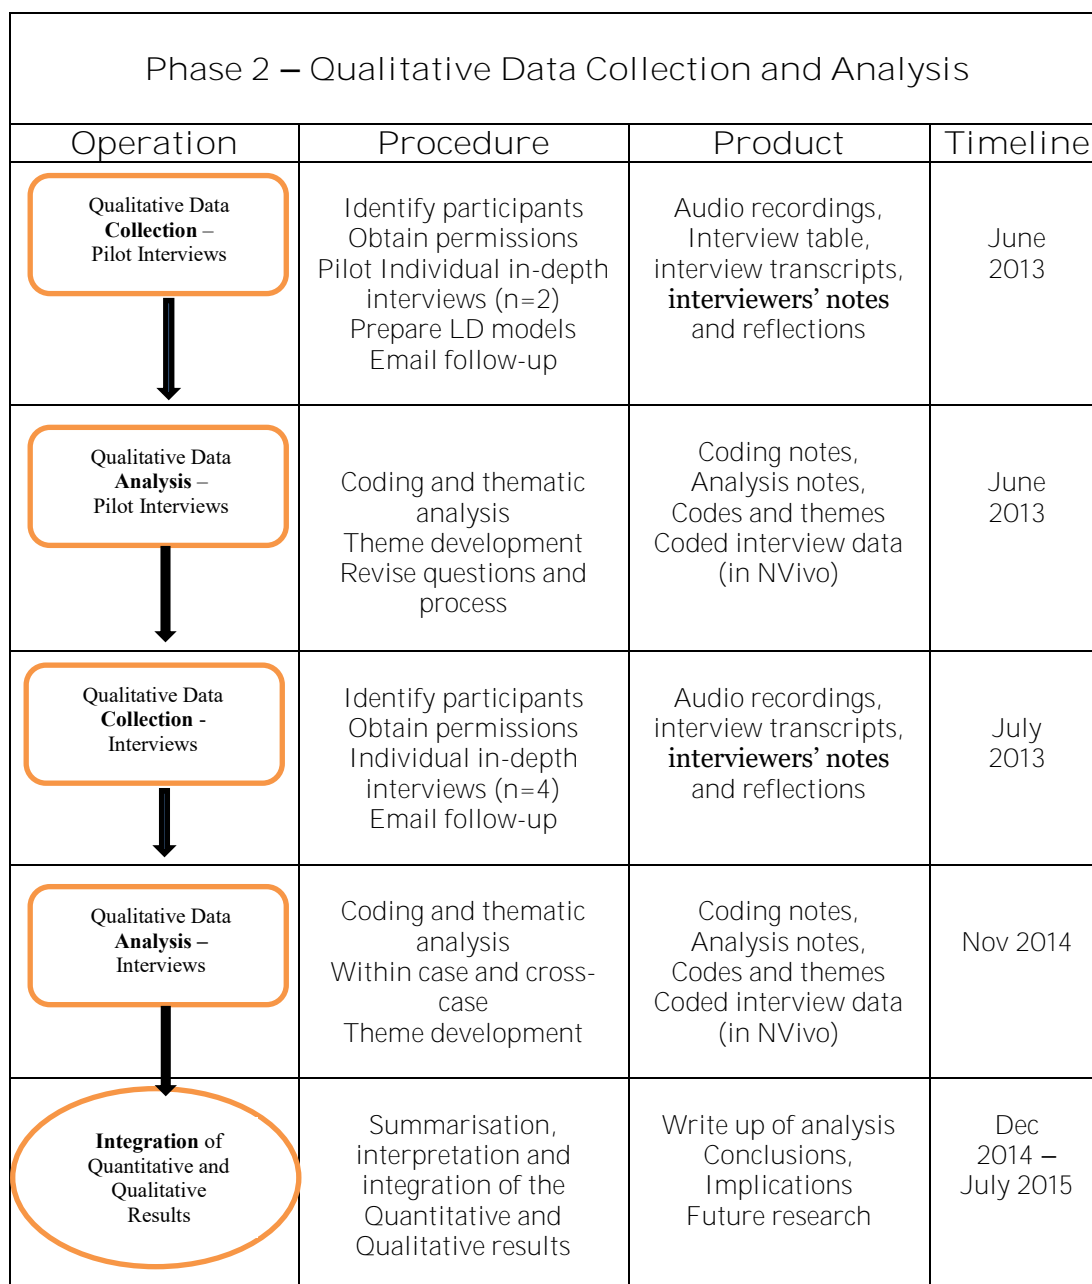 Phase 2 – Qualitative Data Collection and Analysis
Operation
Procedure
Product
Timeline
Qualitative Data
Collection –
Pilot Interviews
Identify participants
Obtain permissions
Pilot Individual in-depth
interviews (n=2)
Prepare LD models
Email follow-up
Audio recordings,
Interview table,
interview transcripts,
interviewers’ notes
and reflections
June
2013
Qualitative Data
Analysis –
Pilot Interviews
Coding and thematic
analysis
Theme development
Revise questions and
process
Coding notes,
Analysis notes,
Codes and themes
Coded interview data
(in NVivo)
June
2013
Qualitative Data
Collection -
Interviews
Identify participants
Obtain permissions
Individual in-depth
interviews (n=4)
Email follow-up
Audio recordings,
interview transcripts,
interviewers’ notes
and reflections
July
2013
Qualitative Data
Analysis –
Interviews
Coding and thematic
analysis
Within case and cross-
case
Theme development
Coding notes,
Analysis notes,
Codes and themes
Coded interview data
(in NVivo)
Nov 2014
Integration of
Quantitative and
Qualitative
Results
Summarisation,
interpretation and
integration of the
Quantitative and
Qualitative results
Write up of analysis
Conclusions,
Implications
Future research
Dec
2014 –
July 2015